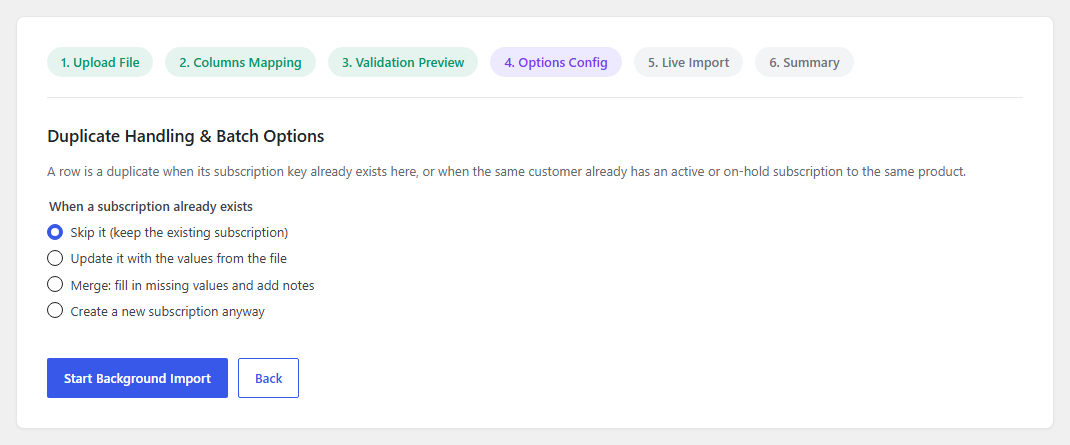 1. Upload File
2. Columns Mapping
3. Validation Preview
4. Options Config
5. Live Import
6. Summary
Duplicate Handling & Batch Options
A row is a duplicate when its subscription key already exists here, or when the same customer already has an active or on-hold subscription to the same product.
When a subscription already exists
Skip it (keep the existing subscription)
Update it with the values from the file
Merge: fill in missing values and add notes
Create a new subscription anyway
Start Background Import
Back